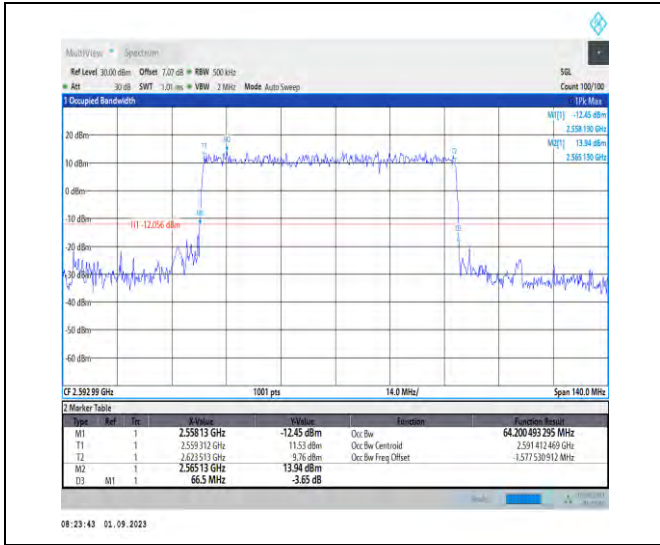 MultiView Spectrum
Ref Level 30.00 dBm Offset 7.07 dB RBW 500 kHz SGL
Att 30 dB SWT 1.01 ms VBW 2 MHz Mode Auto Sweep Count 100/100
1 Occupied Bandwidth 1Pk Max
M1[1] -12.45 dBm
2.558 130 GHz
M2[1] 13.94 dBm
2.565 130 GHz
20 dBm
T1
T2
10 dBm
0 dBm
-10 dBm
H1 -12.056 dBm
-20 dBm
-30 dBm
-40 dBm
-50 dBm
-60 dBm
CF 2.592 99 GHz 1001 pts 14.0 MHz/ Span 140.0 MHz
2 Marker Table
Type Ref Trc X-Value Y-Value Function Function Result
M1 1 2.558 13 GHz -12.45 dBm Occ Bw 64.200 493 295 MHz
T1 1 2.559 312 GHz 11.53 dBm Occ Bw Centroid 2.591 412 469 GHz
T2 1 2.623 513 GHz 9.76 dBm Occ Bw Freq Offset -1.577 530 912 MHz
M2 1 2.565 13 GHz 13.94 dBm
D3 M1 1 66.5 MHz -3.65 dB
08:23:43 01.09.2023